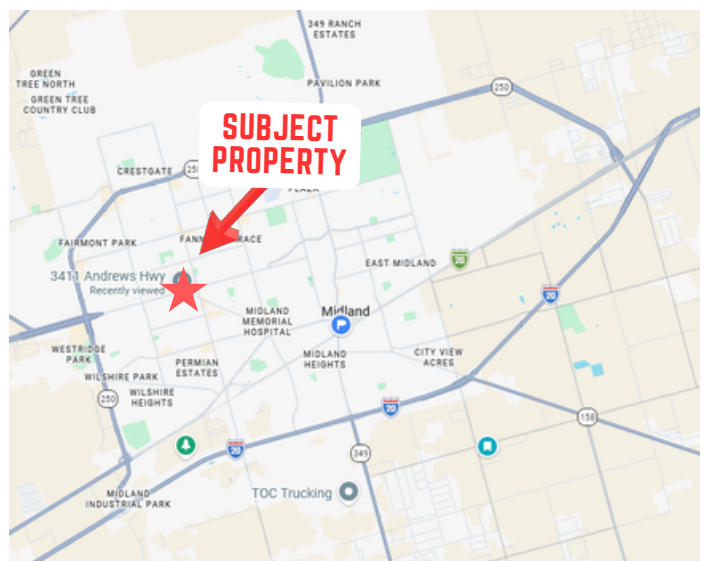 349 RANCH
ESTATES
GREEN
TREE NORTH
PAVILION PARK
250
GREEN TREE
COUNTRY CLUB
SUBJECT
PROPERTY
CRESTGATE
250
PLAZA
FAIRMONT PARK
3411 Andrews Hwy
Recently viewed
EAST MIDLAND
20
20
MIDLAND
MEMORIAL
HOSPITAL
Midland
WESTRIDGE
PARK
PERMIAN
ESTATES
MIDLAND
HEIGHTS
CITY VIEW
ACRES
WILSHIRE PARK
250
WILSHIRE
HEIGHTS
20
158
20
349
MIDLAND
INDUSTRIAL PARK
TOC Trucking